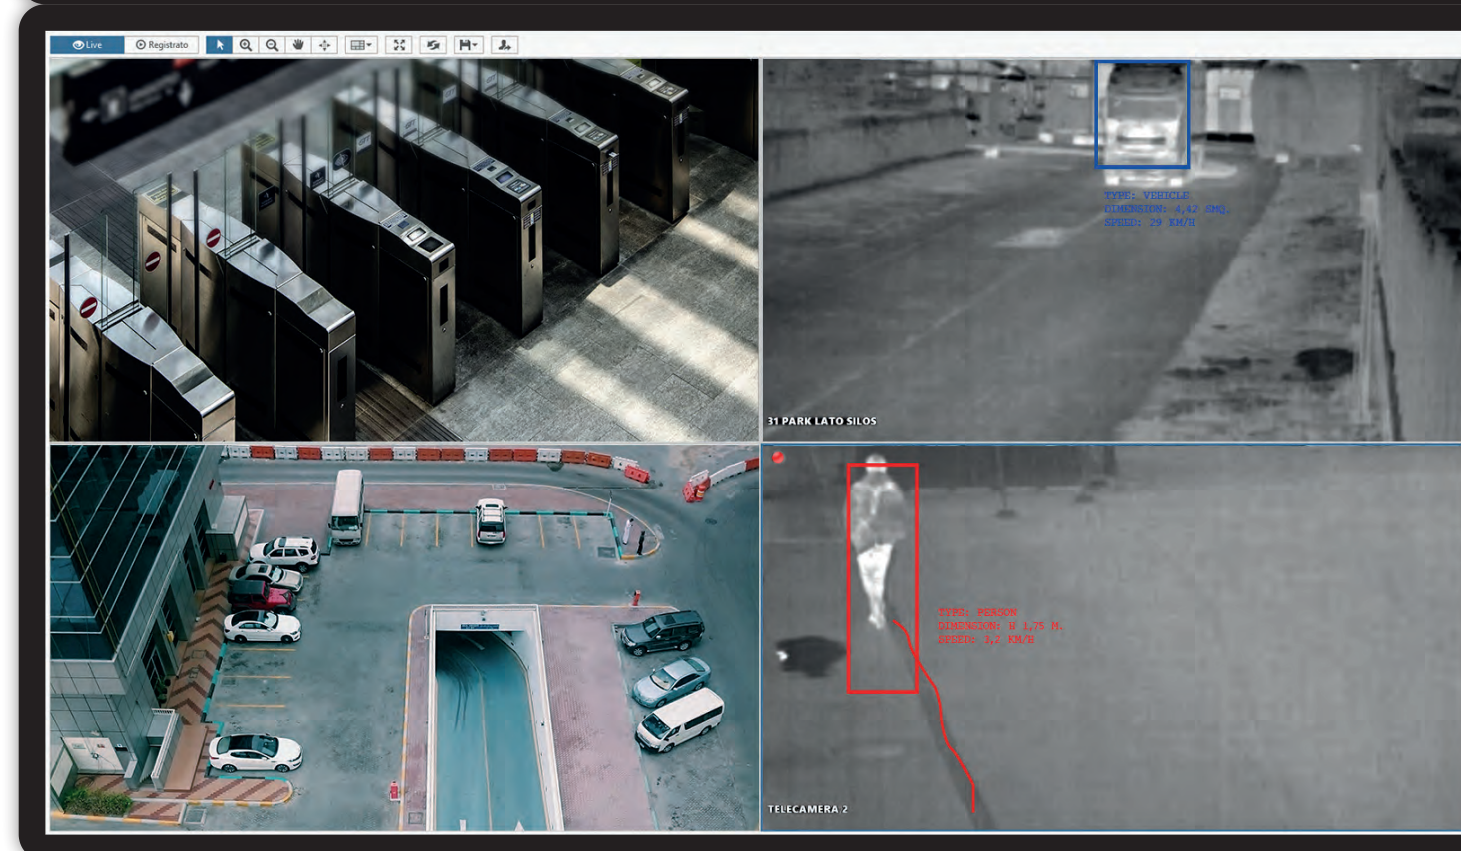 Live
Registrato
TYPE: VEHICLE
DIMENSION: 4,42 SMQ.
SPEED: 29 KM/H
31 PARK LATO SILOS
TYPE: PERSON
DIMENSION: H 1,75 M.
SPEED: 3,2 KM/H
TELECAMERA 2